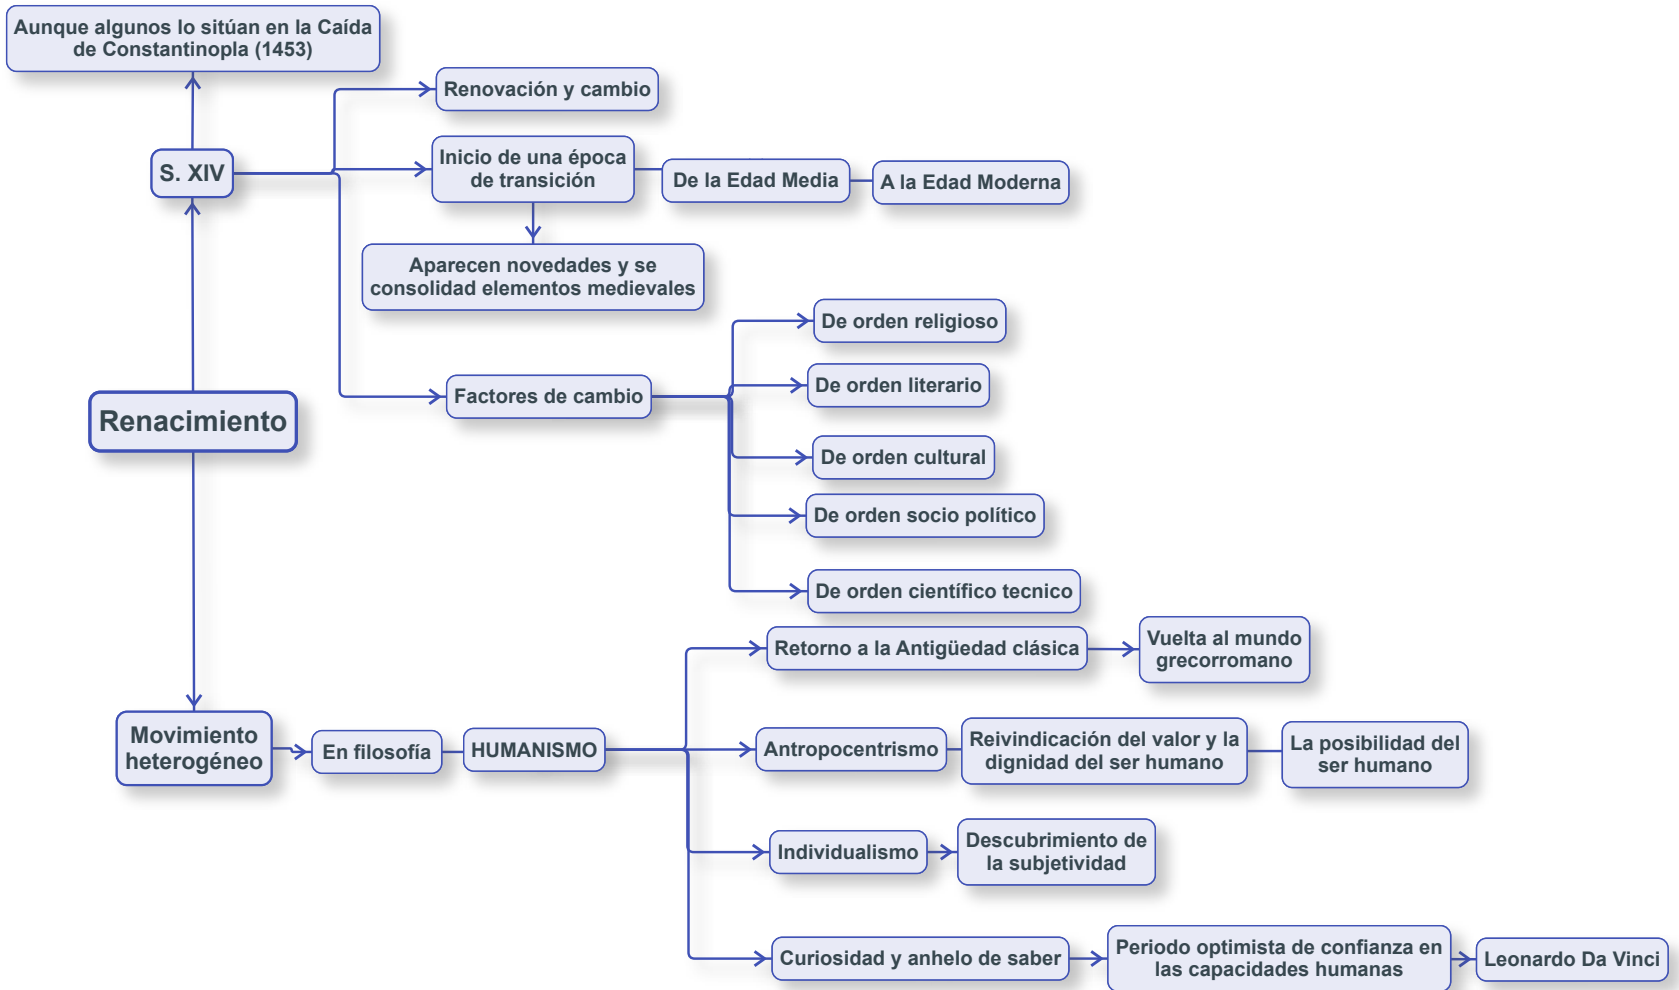 Aunque algunos lo sitúan en la Caída
de Constantinopla (1453)
Renovación y cambio
S. XIV
Inicio de una época
de transición
De la Edad Media
A la Edad Moderna
Aparecen novedades y se
consolidad elementos medievales
De orden religioso
De orden literario
Factores de cambio
Renacimiento
De orden cultural
De orden socio político
De orden científico tecnico
Retorno a la Antigüedad clásica
Vuelta al mundo
grecorromano
Movimiento
heterogéneo
En filosofía
HUMANISMO
Antropocentrismo
Reivindicación del valor y la
dignidad del ser humano
La posibilidad del
ser humano
Individualismo
Descubrimiento de
la subjetividad
Curiosidad y anhelo de saber
Periodo optimista de confianza en
las capacidades humanas
Leonardo Da Vinci